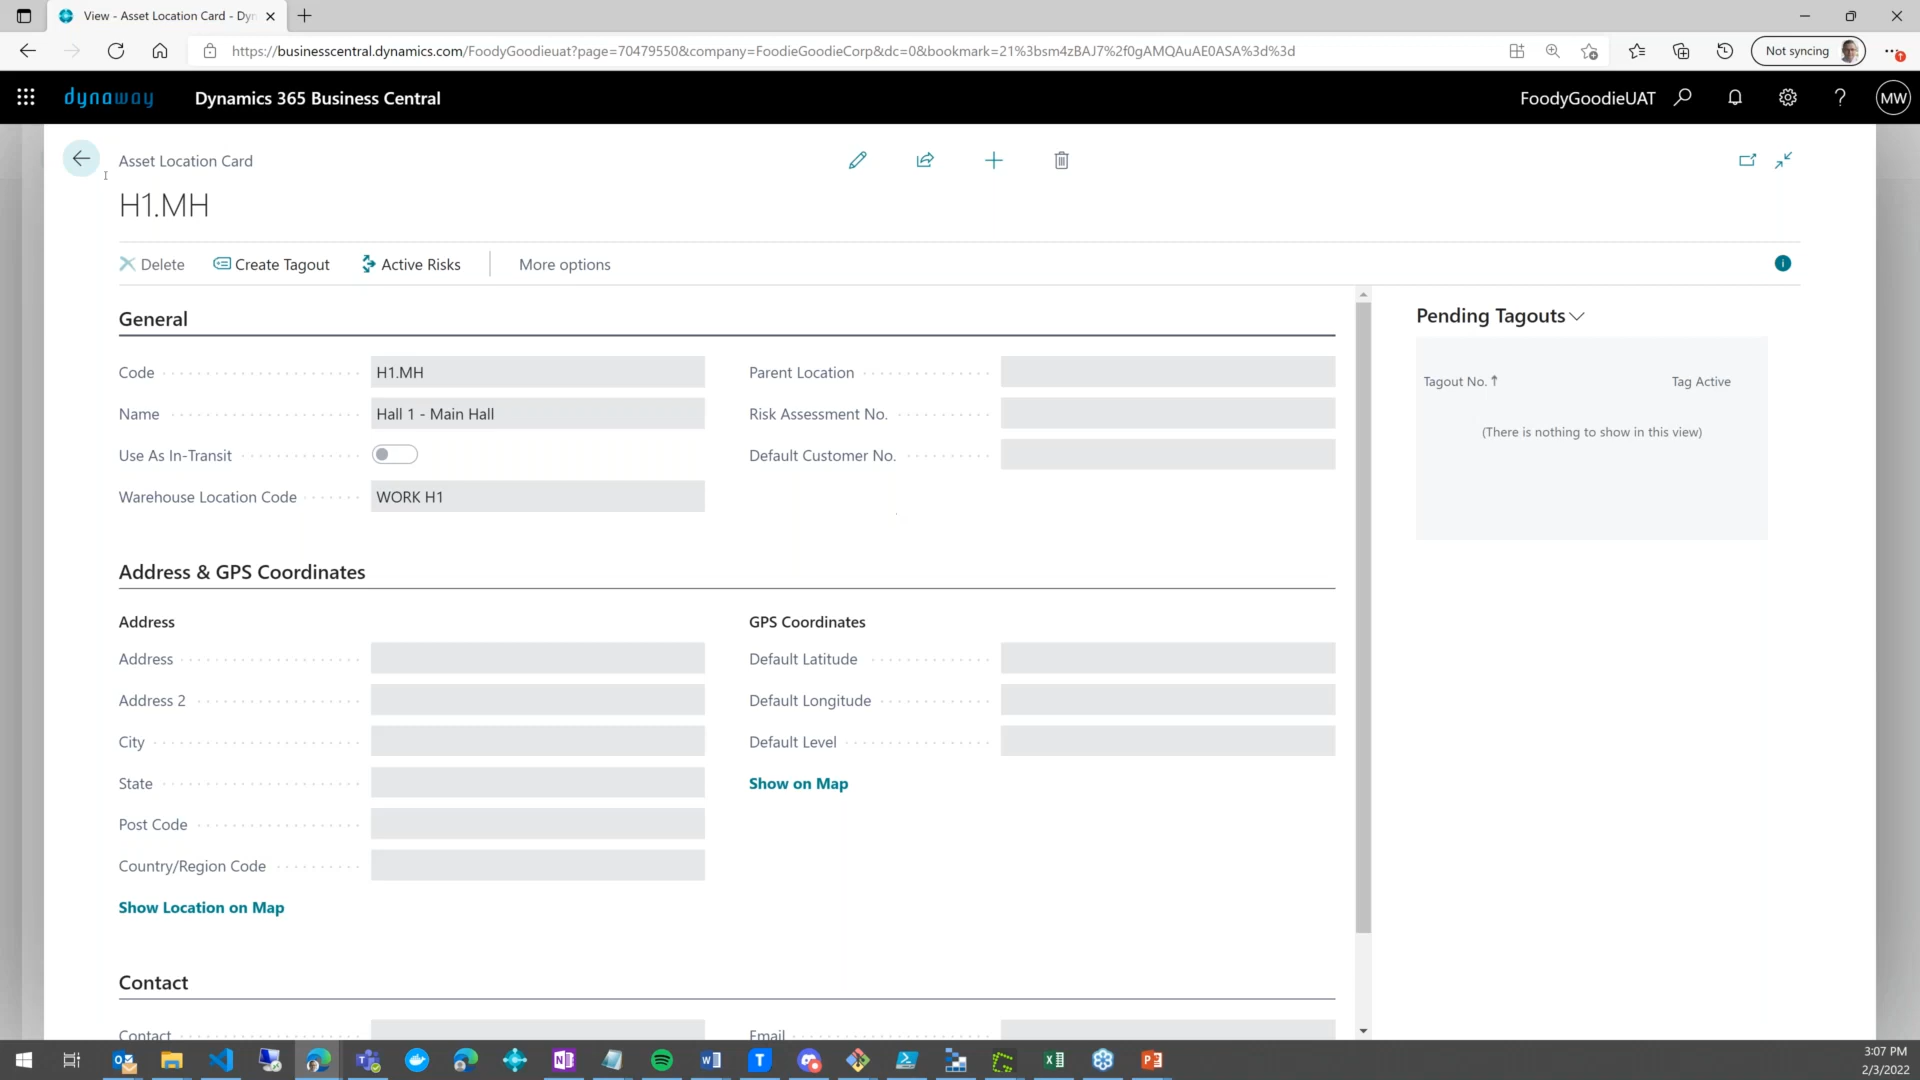 View - Asset Location Card - Dyn
https://businesscentral.dynamics.com/FoodyGoodieuat?page=70479550&company=FoodieGoodieCorp&dc=0&bookmark=21%3bsm4zBAJ7%2f0gAMQAuAE0ASA%3d%3d
Not syncing
dynaway
Dynamics 365 Business Central
FoodyGoodieUAT
MW
Asset Location Card
H1.MH
Delete
Create Tagout
Active Risks
More options
General
Pending Tagouts
Code
H1.MH
Parent Location
Tagout No.
Tag Active
Name
Hall 1 - Main Hall
Risk Assessment No.
(There is nothing to show in this view)
Use As In-Transit
Default Customer No.
Warehouse Location Code
WORK H1
Address & GPS Coordinates
Address
GPS Coordinates
Address
Default Latitude
Address 2
Default Longitude
City
Default Level
State
Show on Map
Post Code
Country/Region Code
Show Location on Map
Contact
Contact
Email
3:07 PM
2/3/2022